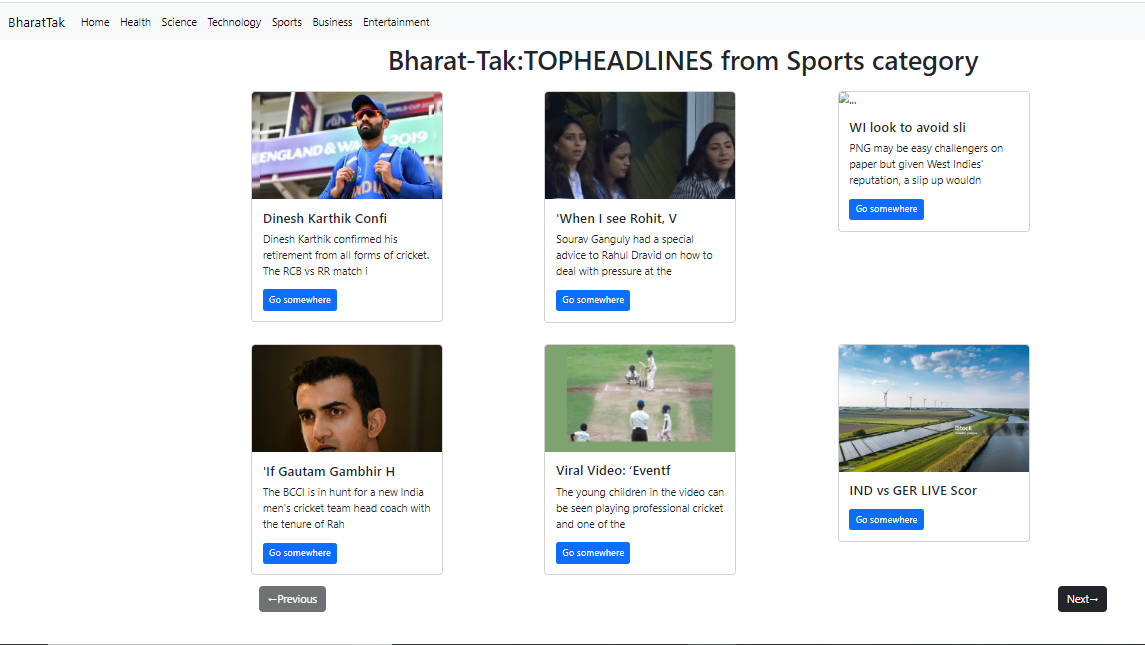 BharatTak Home Health Science Technology Sports Business Entertainment
Bharat-Tak:TOPHEADLINES from Sports category
WORLD CUP
ENGLAND & WA 2019
INDI
Dinesh Karthik Confi
Dinesh Karthik confirmed his
retirement from all forms of cricket.
The RCB vs RR match i
Go somewhere
'When I see Rohit, V
Sourav Ganguly had a special
advice to Rahul Dravid on how to
deal with pressure at the
Go somewhere
...
WI look to avoid sli
PNG may be easy challengers on
paper but given West Indies'
reputation, a slip up wouldn
Go somewhere
'If Gautam Gambhir H
The BCCI is in hunt for a new India
men's cricket team head coach with
the tenure of Rah
Go somewhere
Viral Video: ‘Eventf
The young children in the video can
be seen playing professional cricket
and one of the
Go somewhere
iStock
IND vs GER LIVE Scor
Go somewhere
←Previous
Next→